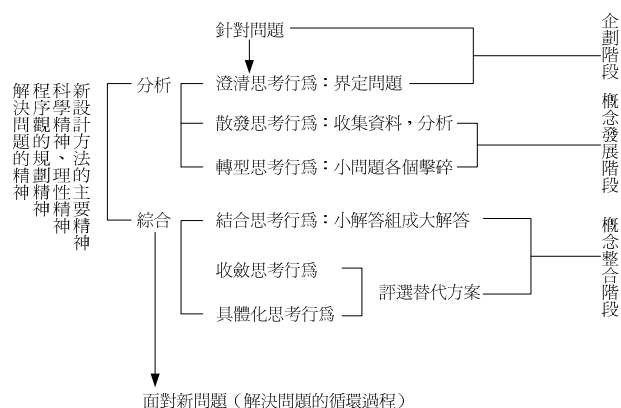 新設計方法的主要精神
科學精神、理性精神
程序觀的規劃精神
解決問題的精神
分析
針對問題
澄清思考行為：界定問題
散發思考行為：收集資料，分析
轉型思考行為：小問題各個擊碎
綜合
結合思考行為：小解答組成大解答
收斂思考行為
具體化思考行為
評選替代方案
企劃階段
概念發展階段
概念整合階段
面對新問題（解決問題的循環過程）